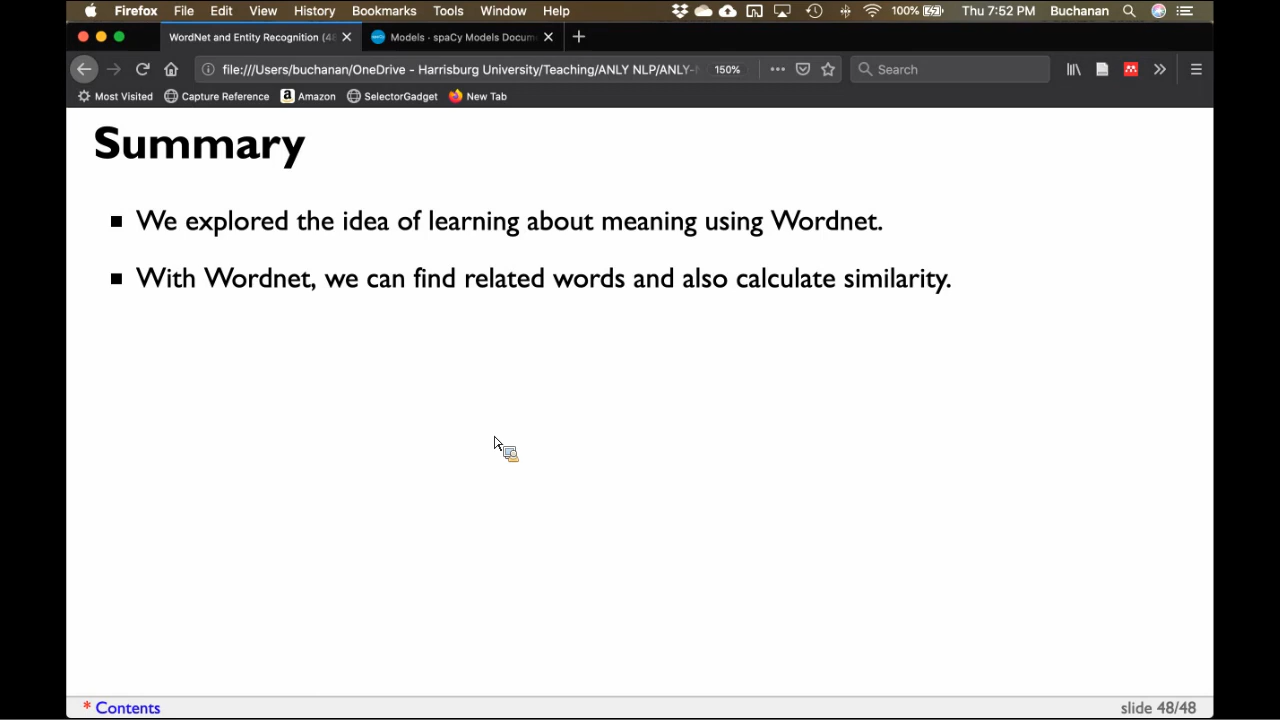 Firefox File Edit View History Bookmarks Tools Window Help 100% Thu 7:52 PM Buchanan
WordNet and Entity Recognition (48 Models · spaCy Models Docum
file:///Users/buchanan/OneDrive - Harrisburg University/Teaching/ANLY NLP/ANLY- 150% Search
Most Visited Capture Reference Amazon SelectorGadget New Tab
Summary
We explored the idea of learning about meaning using Wordnet.
With Wordnet, we can find related words and also calculate similarity.
* Contents slide 48/48